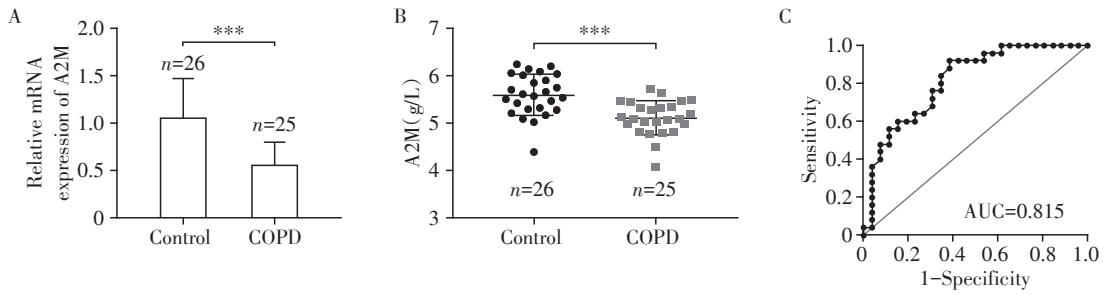 A
Relative mRNA
expression of A2M
2.0
1.5
1.0
0.5
0
***
n=26
n=25
Control
COPD
B
A2M(g/L)
7
6
5
4
3
***
n=26
n=25
Control
COPD
C
Sensitivity
1.0
0.8
0.6
0.4
0.2
0
AUC=0.815
0
0.2
0.4
0.6
0.8
1.0
1-Specificity